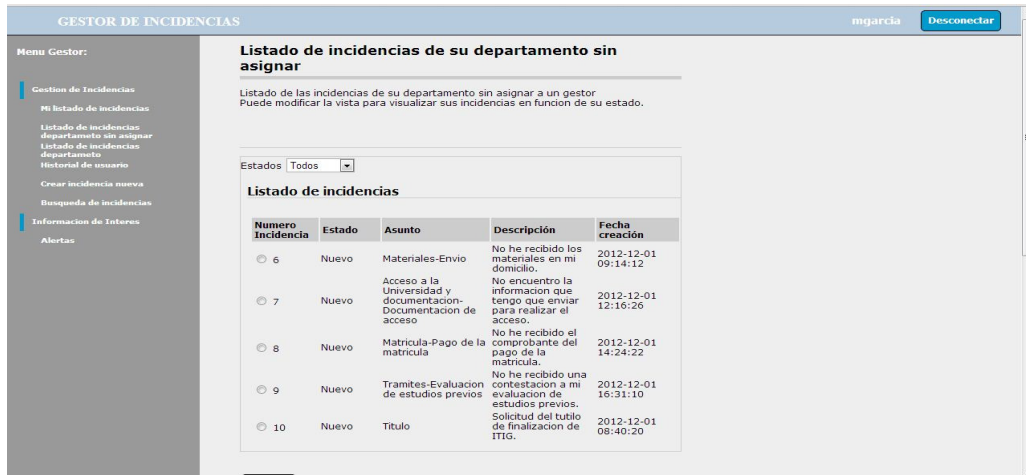 GESTOR DE INCIDENCIAS
mgarcia
Desconectar
Menu Gestor:
Gestion de Incidencias
Mi listado de incidencias
Listado de incidencias
departameto sin asignar
Listado de incidencias
departameto
Historial de usuario
Crear incidencia nueva
Busqueda de incidencias
Informacion de Interes
Alertas
Listado de incidencias de su departamento sin
asignar
Listado de las incidencias de su departamento sin asignar a un gestor
Puede modificar la vista para visualizar sus incidencias en funcion de su estado.
Estados Todos
Listado de incidencias
Numero
Incidencia
Estado
Asunto
Descripción
Fecha
creación
6
Nuevo
Materiales-Envio
No he recibido los
materiales en mi
domicilio.
2012-12-01
09:14:12
7
Nuevo
Acceso a la
Universidad y
documentacion-
Documentacion de
acceso
No encuentro la
informacion que
tengo que enviar
para realizar el
acceso.
2012-12-01
12:16:26
8
Nuevo
Matricula-Pago de la
matricula
No he recibido el
comprobante del
pago de la
matricula.
2012-12-01
14:24:22
9
Nuevo
Tramites-Evaluacion
de estudios previos
No he recibido una
contestacion a mi
evaluacion de
estudios previos.
2012-12-01
16:31:10
10
Nuevo
Titulo
Solicitud del tutilo
de finalizacion de
ITIG.
2012-12-01
08:40:20